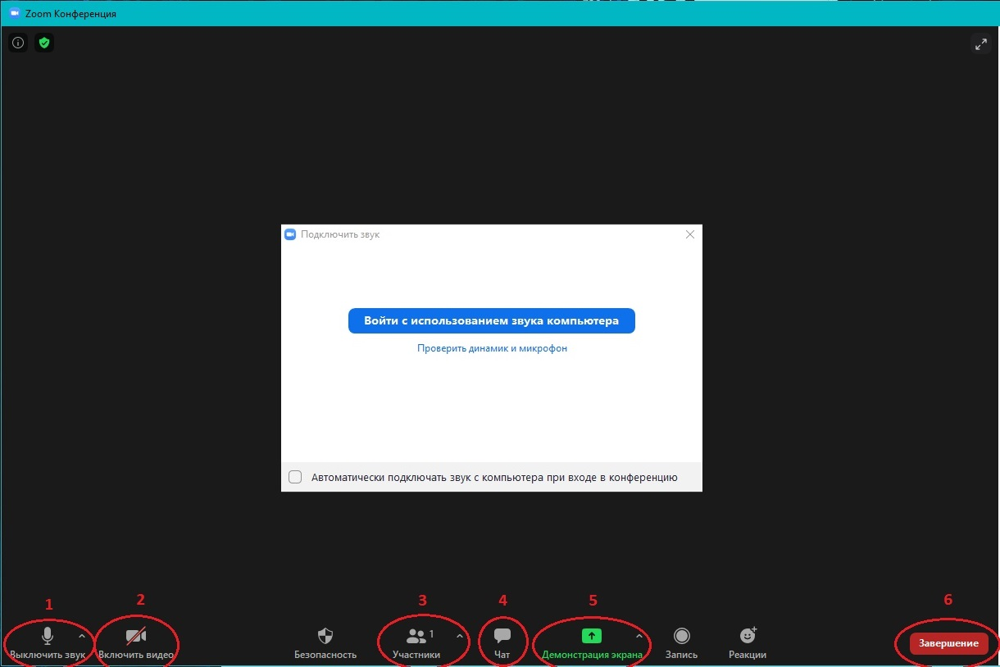 Zoom Конференция
Подключить звук
Войти с использованием звука компьютера
Проверить динамик и микрофон
Автоматически подключать звук с компьютера при входе в конференцию
1
2
3
4
5
6
1
Выключить звук
Включить видео
Безопасность
Участники
Чат
Демонстрация экрана
Запись
Реакции
Завершение